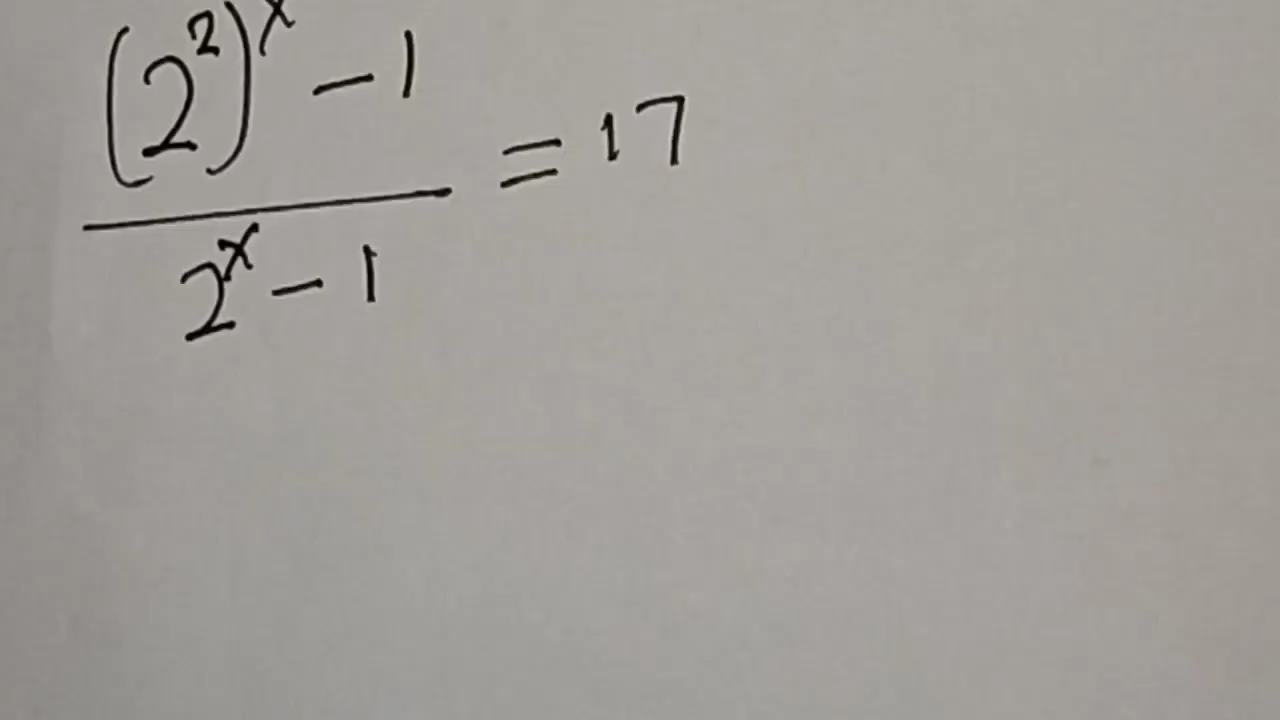 (2²)ˣ - 1
= 17
2ˣ - 1